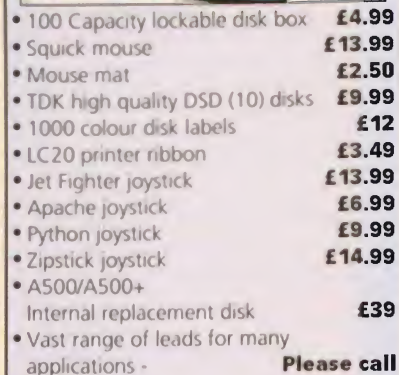 • 100 Capacity lockable disk box £4.99
• Squick mouse £13.99
• Mouse mat £2.50
• TDK high quality DSD (10) disks £9.99
• 1000 colour disk labels £12
• LC20 printer ribbon £3.49
• Jet Fighter joystick £13.99
• Apache joystick £6.99
• Python joystick £9.99
• Zipstick joystick £14.99
• A500/A500+
Internal replacement disk £39
• Vast range of leads for many
applications - Please call